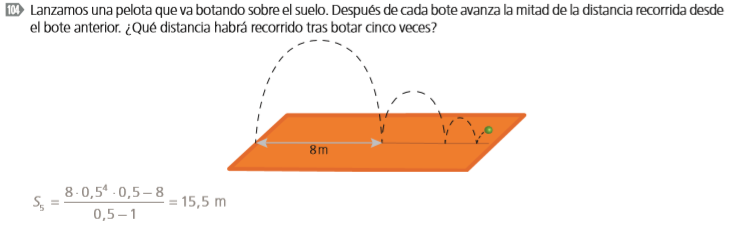 104 Lanzamos una pelota que va botando sobre el suelo. Después de cada bote avanza la mitad de la distancia recorrida desde
el bote anterior. ¿Qué distancia habrá recorrido tras botar cinco veces?
8 m
S₅ = (8 · 0,5⁴ · 0,5 – 8) / (0,5 – 1) = 15,5 m